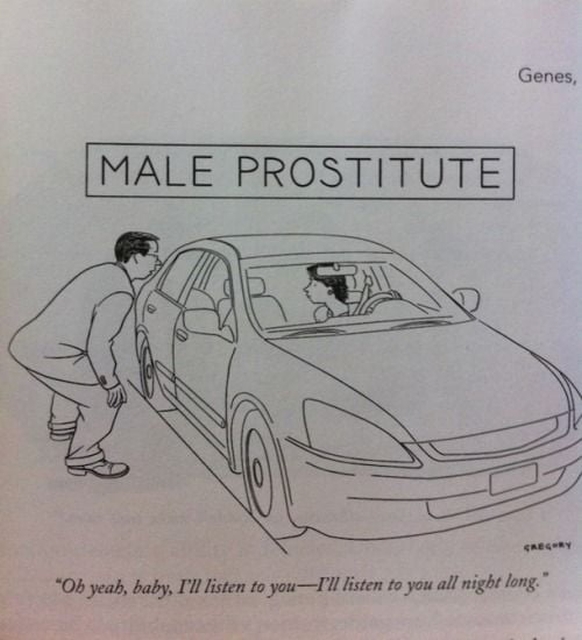 Genes,
MALE PROSTITUTE
GREGORY
"Oh yeah, baby, I'll listen to you—I'll listen to you all night long."